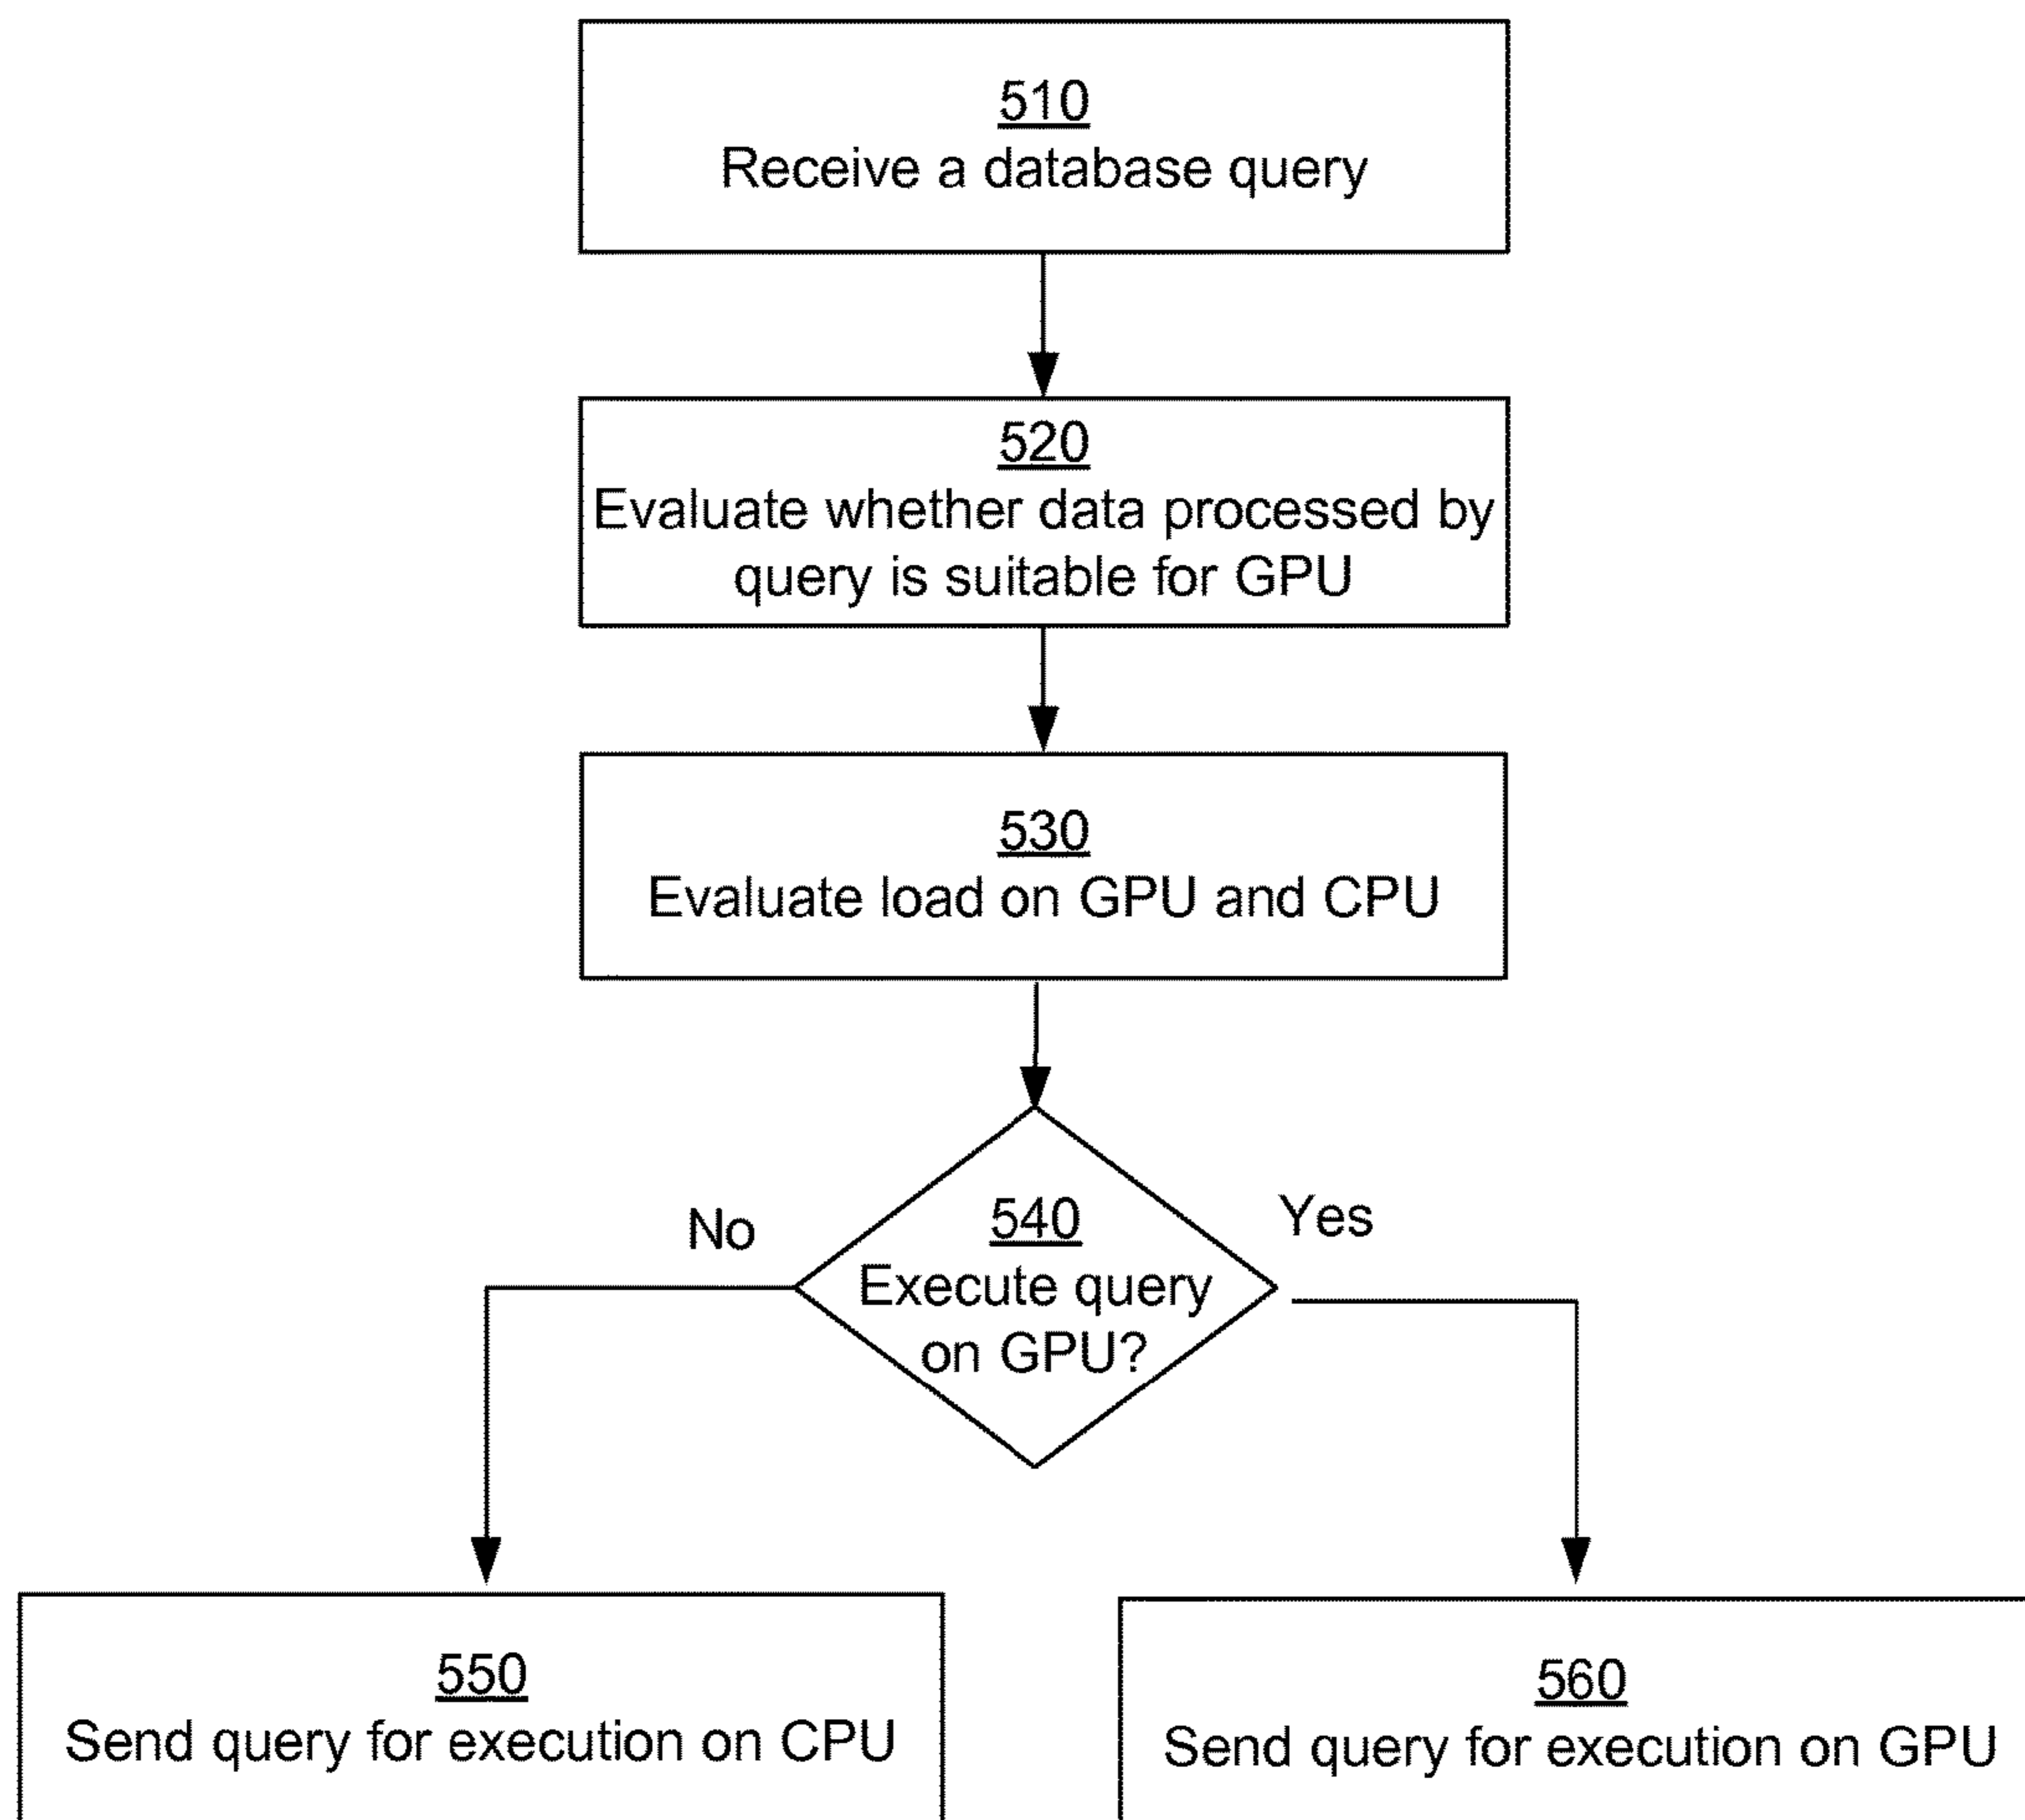 510
Receive a database query
520
Evaluate whether data processed by
query is suitable for GPU
530
Evaluate load on GPU and CPU
No
Yes
540
Execute query
on GPU?
550
Send query for execution on CPU
560
Send query for execution on GPU